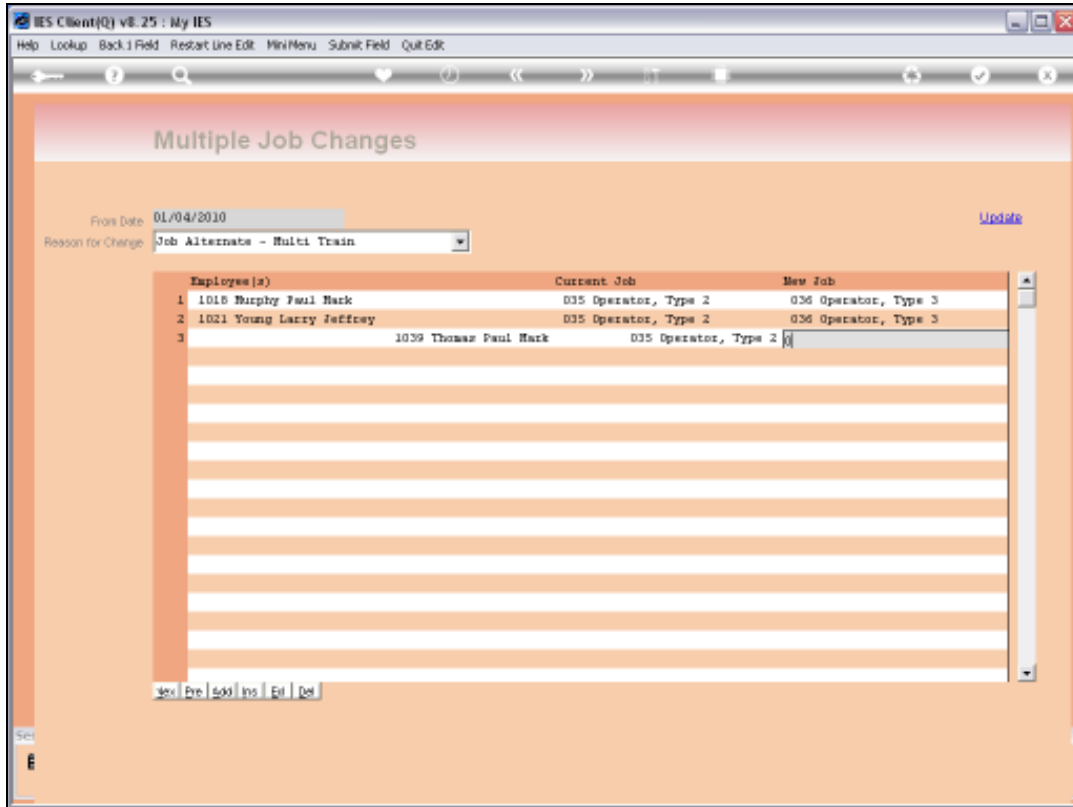 IES Client(Q) v8.25 : My IES
Help Lookup Back 1 Field Restart Line Edit MiniMenu Submit Field Quit Edit
Multiple Job Changes
From Date 01/04/2010 Update
Reason for Change Job Alternate - Multi Train
Employee(s) Current Job New Job
1 1018 Murphy Paul Mark 035 Operator, Type 2 036 Operator, Type 3
2 1021 Young Larry Jeffrey 035 Operator, Type 2 036 Operator, Type 3
3 1039 Thomas Paul Mark 035 Operator, Type 2 0
Nex Pre Add Ins Ed Del
Se